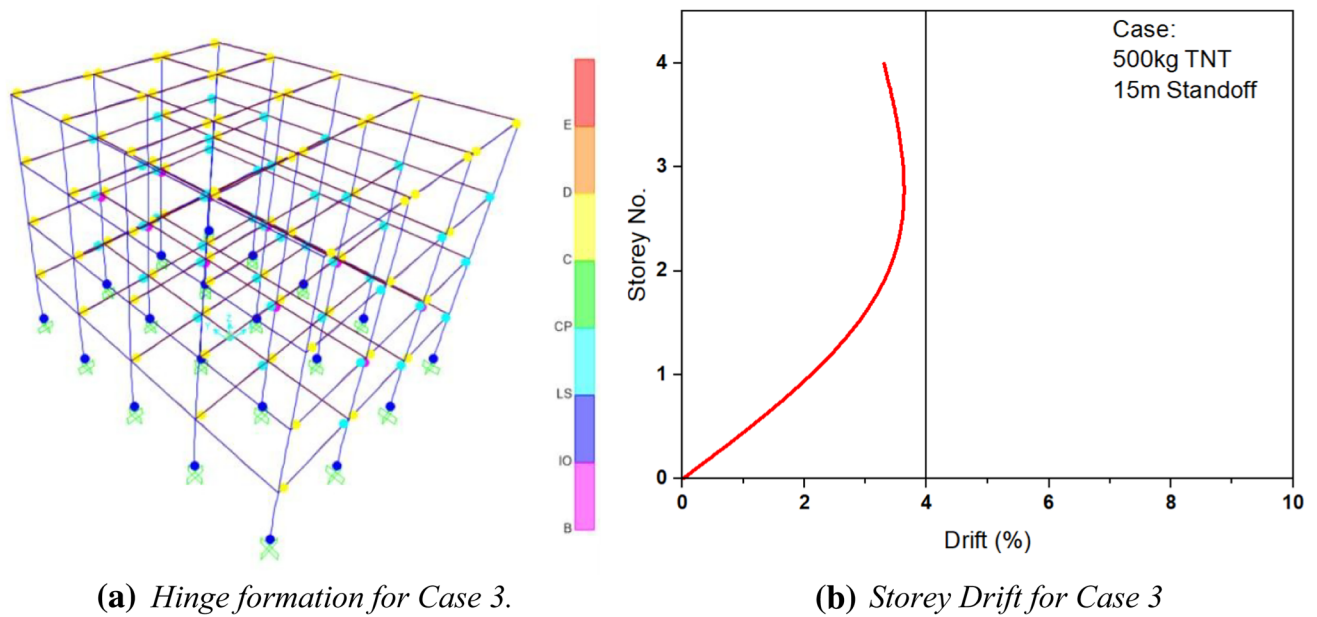 E
D
C
CP
LS
IO
B
Case:
500kg TNT
15m Standoff
4
3
2
1
0
Storey No.
0 2 4 6 8 10
Drift (%)
(a) Hinge formation for Case 3.
(b) Storey Drift for Case 3